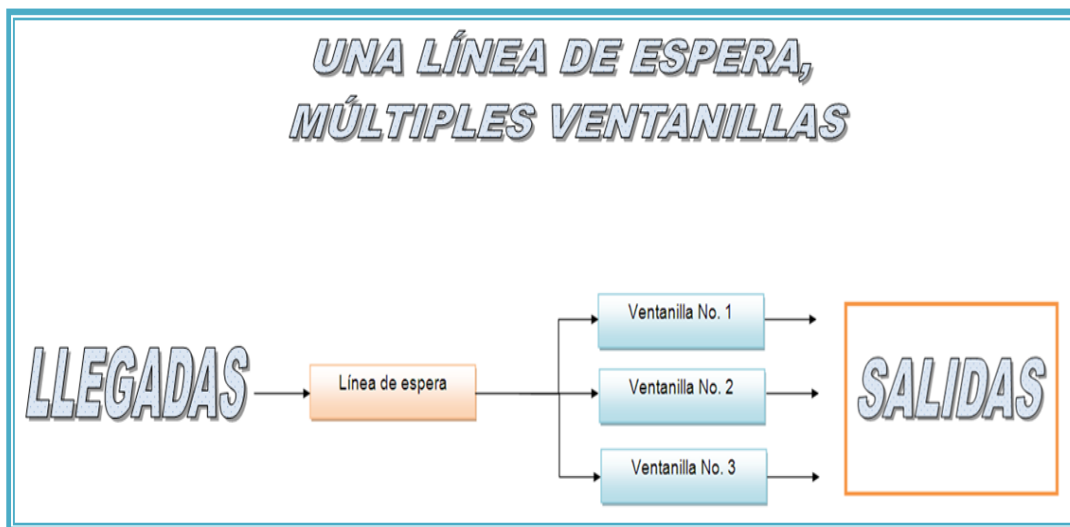 UNA LÍNEA DE ESPERA,
MÚLTIPLES VENTANILLAS
LLEGADAS
Línea de espera
Ventanilla No. 1
Ventanilla No. 2
Ventanilla No. 3
SALIDAS